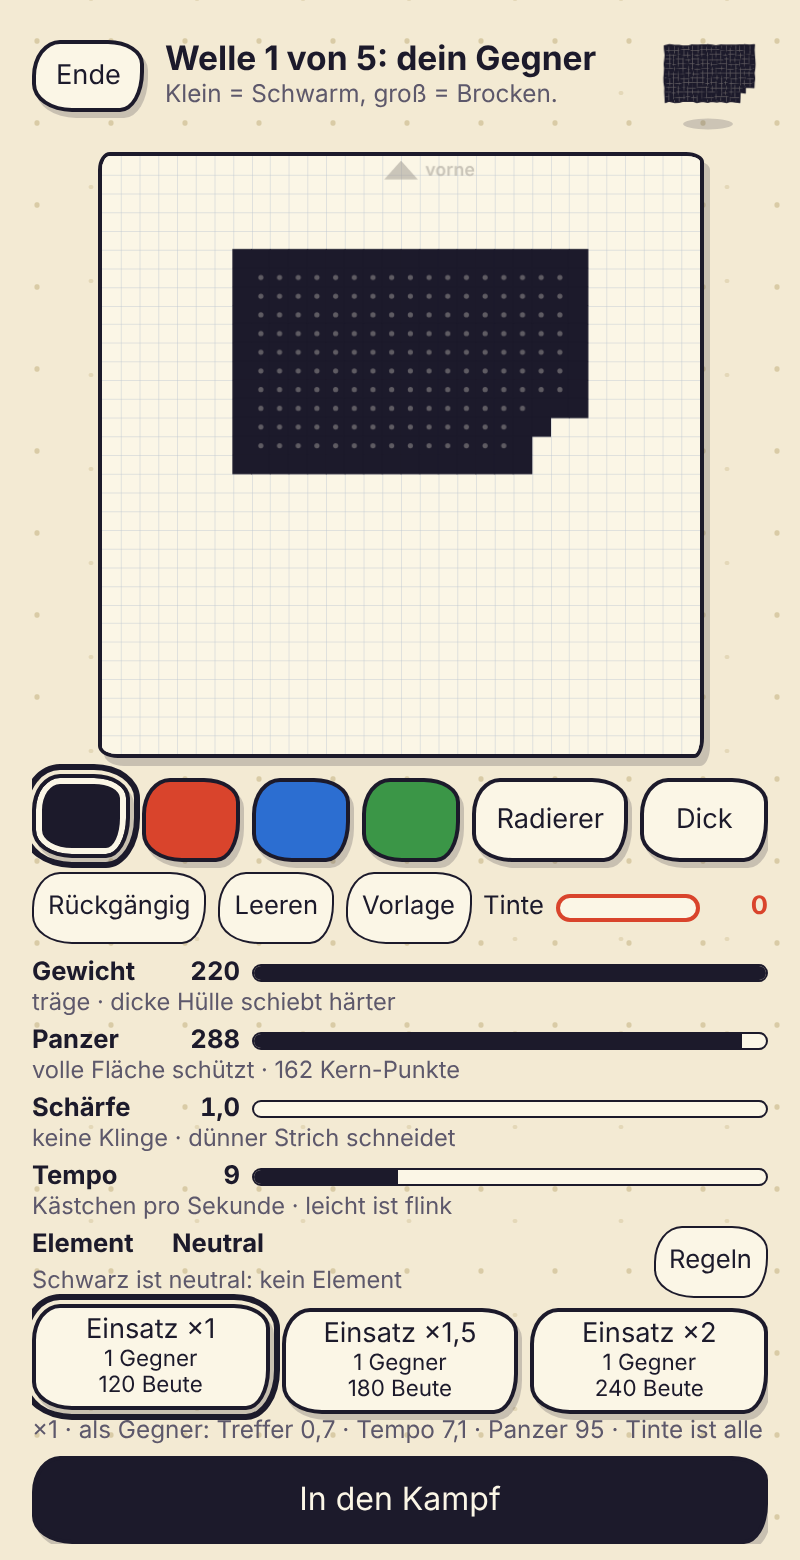 Ende
Welle 1 von 5: dein Gegner
Klein = Schwarm, groß = Brocken.
vorne
Radierer
Dick
Rückgängig
Leeren
Vorlage
Tinte
0
Gewicht 220
träge · dicke Hülle schiebt härter
Panzer 288
volle Fläche schützt · 162 Kern-Punkte
Schärfe 1,0
keine Klinge · dünner Strich schneidet
Tempo 9
Kästchen pro Sekunde · leicht ist flink
Element Neutral
Schwarz ist neutral: kein Element
Regeln
Einsatz ×1
1 Gegner
120 Beute
Einsatz ×1,5
1 Gegner
180 Beute
Einsatz ×2
1 Gegner
240 Beute
×1 · als Gegner: Treffer 0,7 · Tempo 7,1 · Panzer 95 · Tinte ist alle
In den Kampf